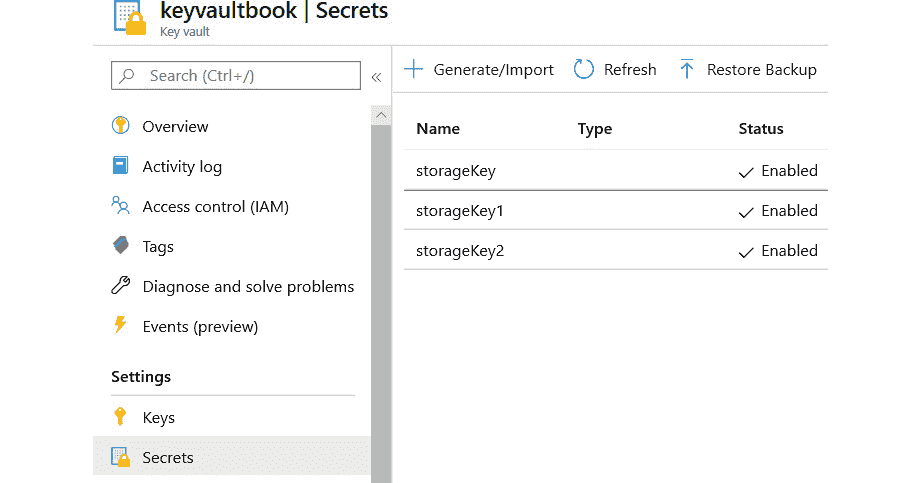 keyvaultbook | Secrets
Key vault
Search (Ctrl+/)
«
Overview
Activity log
Access control (IAM)
Tags
Diagnose and solve problems
Events (preview)
Settings
Keys
Secrets
Generate/Import Refresh Restore Backup
Name Type Status
storageKey Enabled
storageKey1 Enabled
storageKey2 Enabled